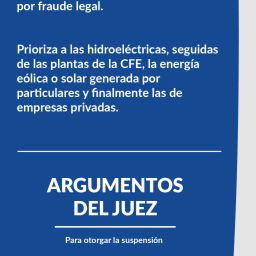 por fraude legal.
Prioriza a las hidroeléctricas, seguidas
de las plantas de la CFE, la energía
eólica o solar generada por
particulares y finalmente las de
empresas privadas.
ARGUMENTOS
DEL JUEZ
Para otorgar la suspensión